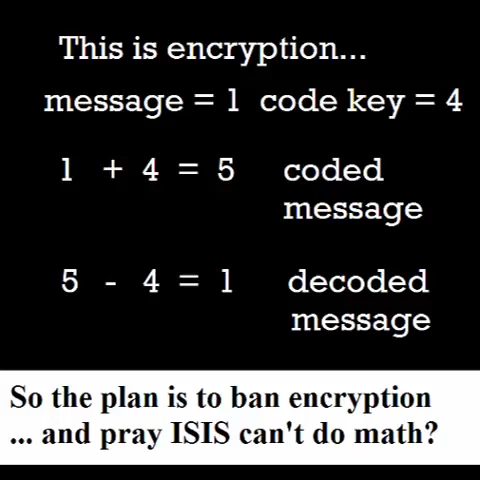 This is encryption...
message = 1 code key = 4
1 + 4 = 5 coded
message
5 - 4 = 1 decoded
message
So the plan is to ban encryption
... and pray ISIS can't do math?